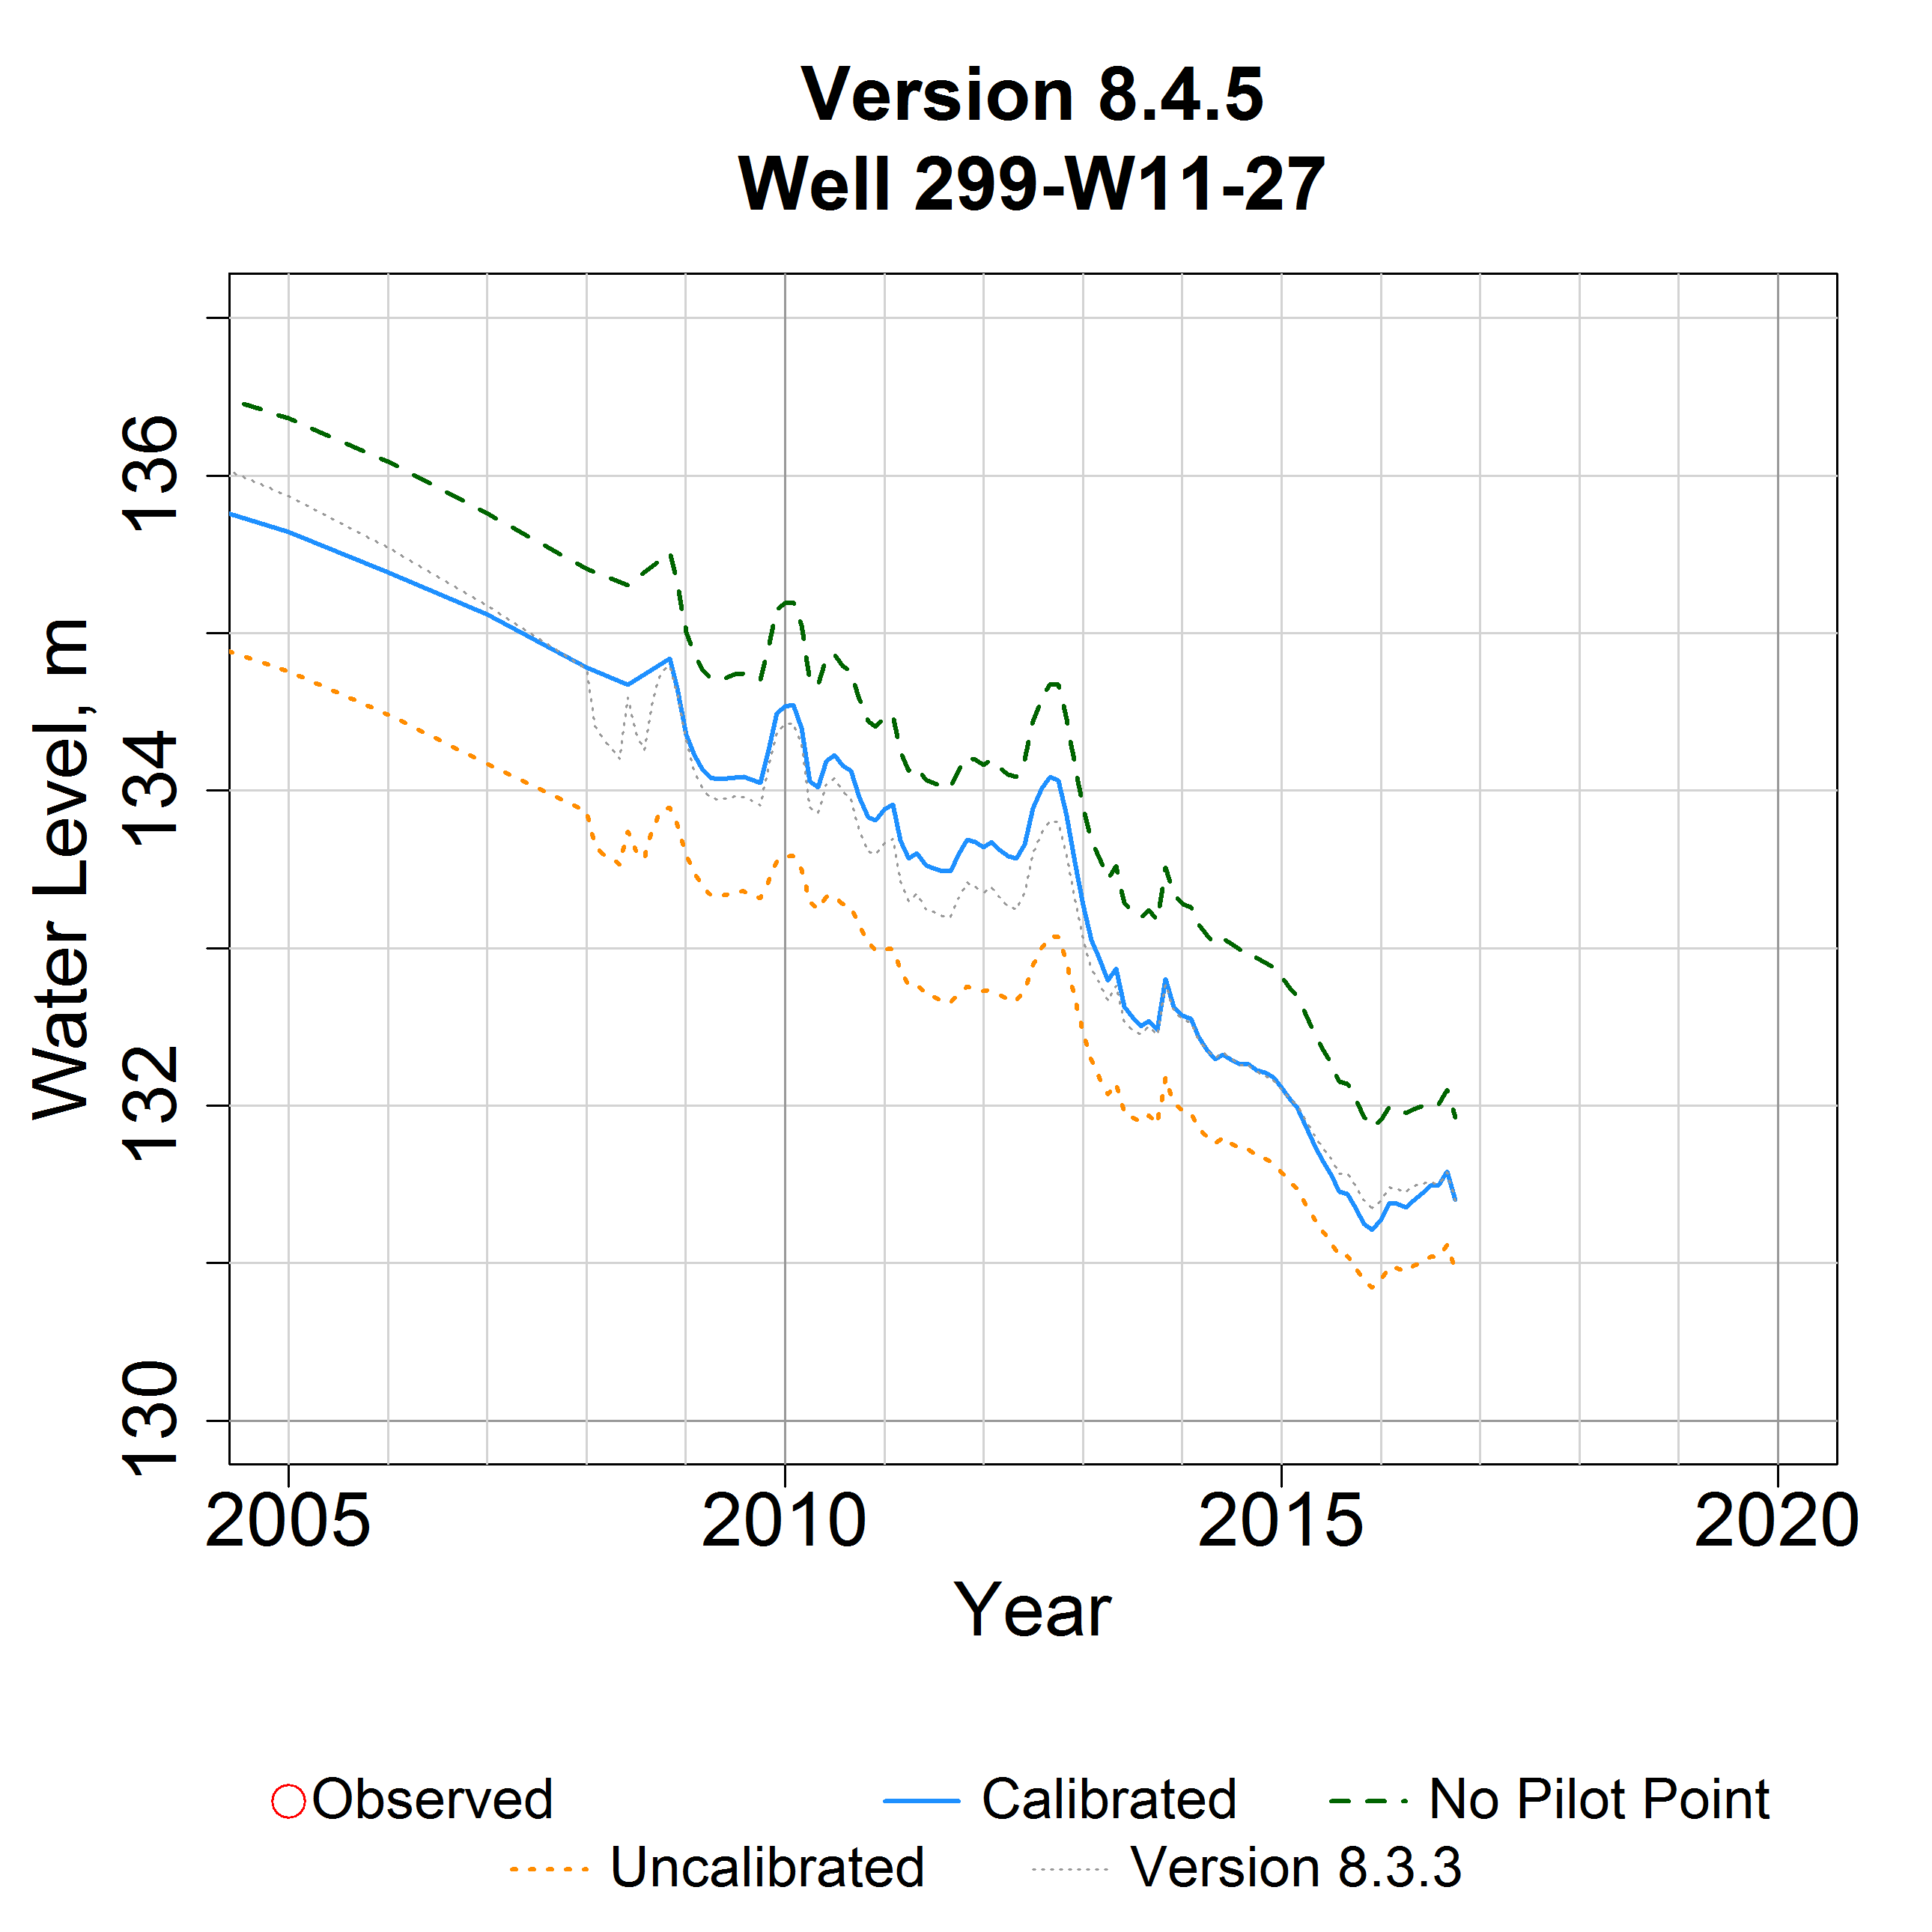 Version 8.4.5
Well 299-W11-27
Water Level, m
136
134
132
130
2005 2010 2015 2020
Year
Observed Calibrated No Pilot Point
Uncalibrated Version 8.3.3